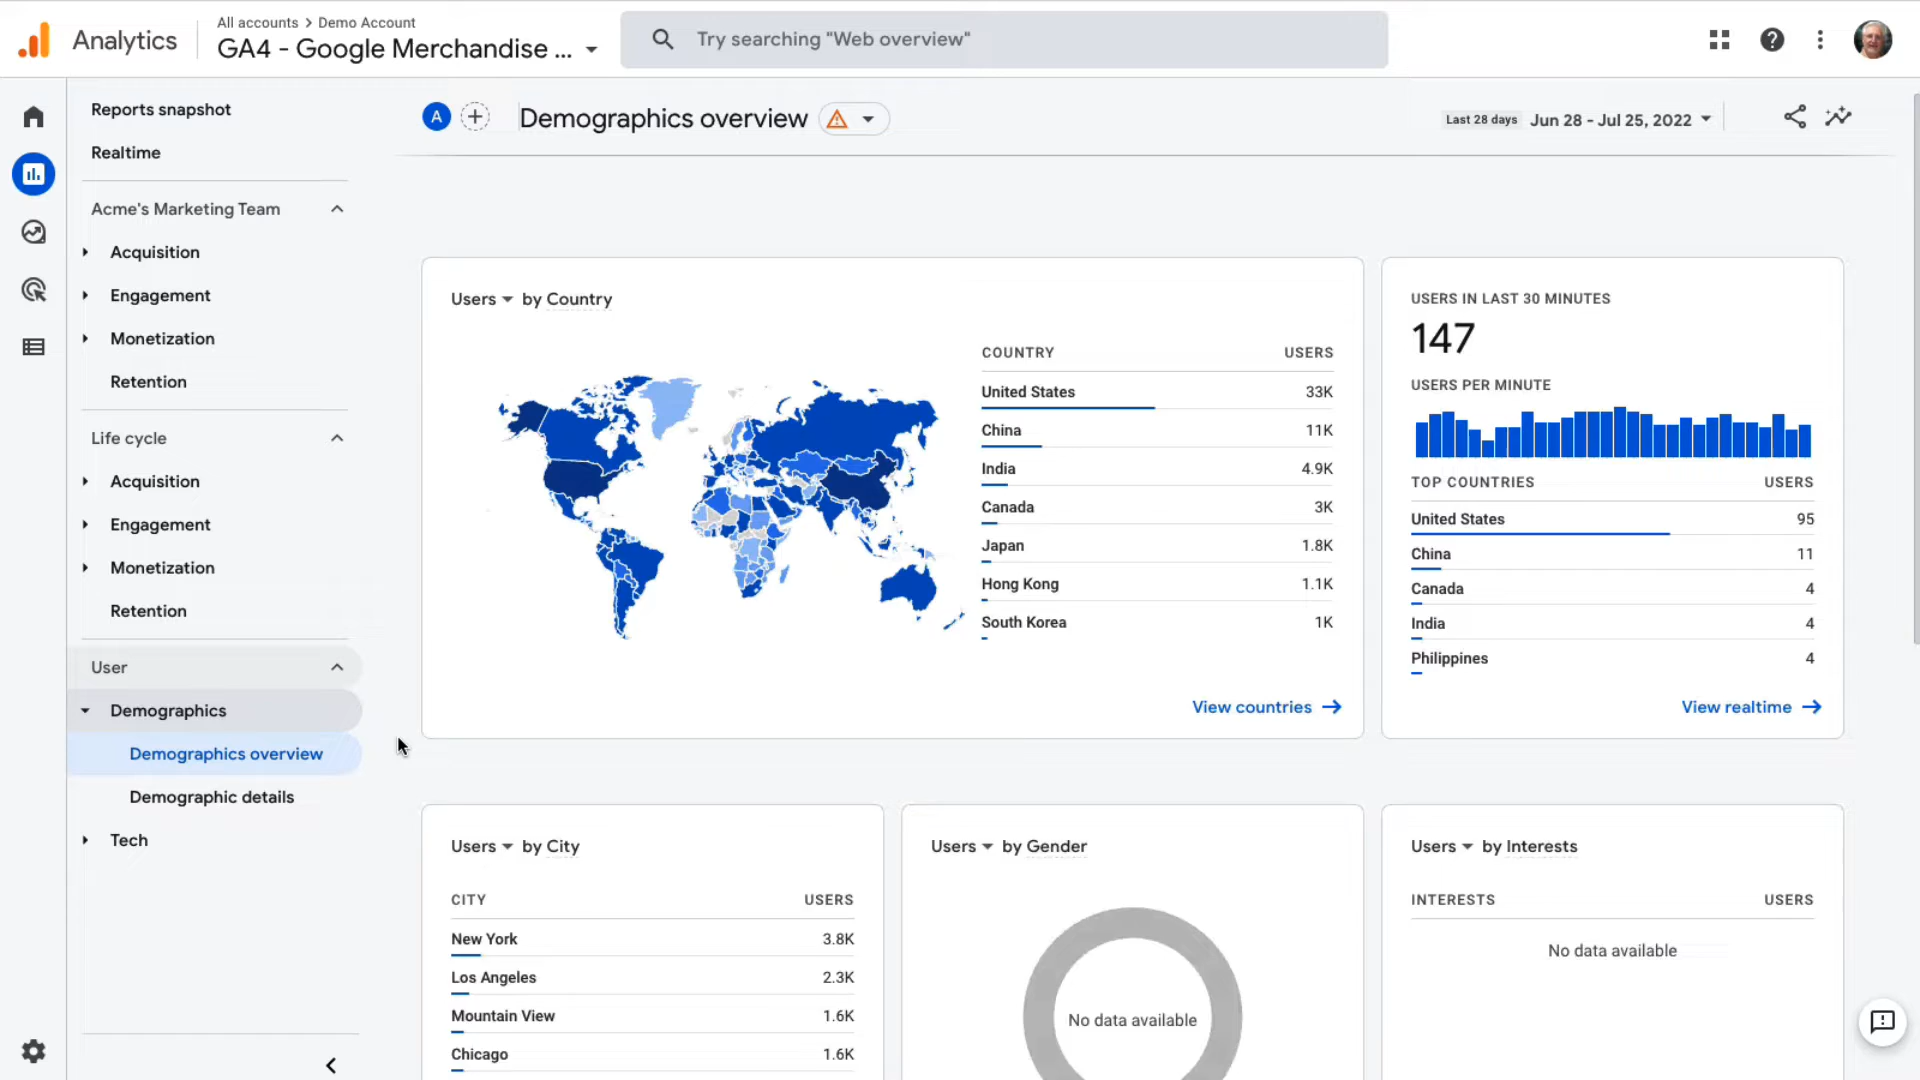 Analytics
All accounts > Demo Account
GA4 - Google Merchandise ...
Try searching "Web overview"
Reports snapshot
Realtime
Acme's Marketing Team
Acquisition
Engagement
Monetization
Retention
Life cycle
Acquisition
Engagement
Monetization
Retention
User
Demographics
Demographics overview
Demographic details
Tech
A
Demographics overview
Last 28 days Jun 28 - Jul 25, 2022
Users by Country
COUNTRY USERS
United States 33K
China 11K
India 4.9K
Canada 3K
Japan 1.8K
Hong Kong 1.1K
South Korea 1K
View countries
USERS IN LAST 30 MINUTES
147
USERS PER MINUTE
TOP COUNTRIES USERS
United States 95
China 11
Canada 4
India 4
Philippines 4
View realtime
Users by City
CITY USERS
New York 3.8K
Los Angeles 2.3K
Mountain View 1.6K
Chicago 1.6K
Users by Gender
No data available
Users by Interests
INTERESTS USERS
No data available